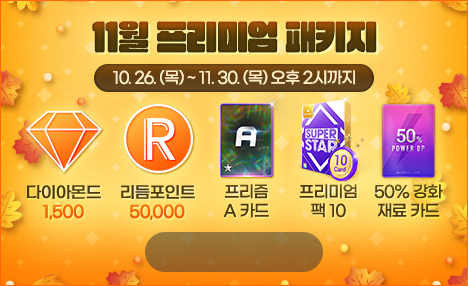 11월 프리미엄 패키지
10. 26. (목) ~ 11. 30. (목) 오후 2시까지
R
A
SUPER
STAR
10
Card
50%
POWER UP
다이아몬드
1,500
리듬포인트
50,000
프리즘
A 카드
프리미엄
팩 10
50% 강화
재료 카드